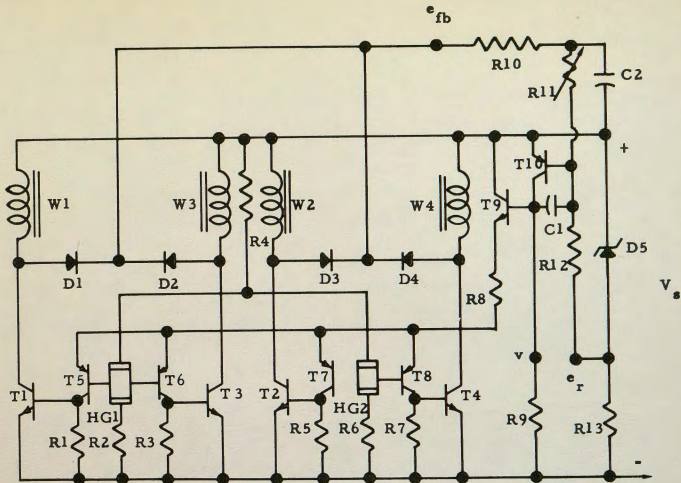 e fb
R10
C2
R11
+
T10
W1
W3
R4
W2
W4
T9
C1
R12
D5
V s
D1
D2
D3
D4
R8
T5
T6
T7
T8
v
e r
T1
HG1
T3
T2
HG2
T4
R1
R2
R3
R5
R6
R7
R9
R13
-